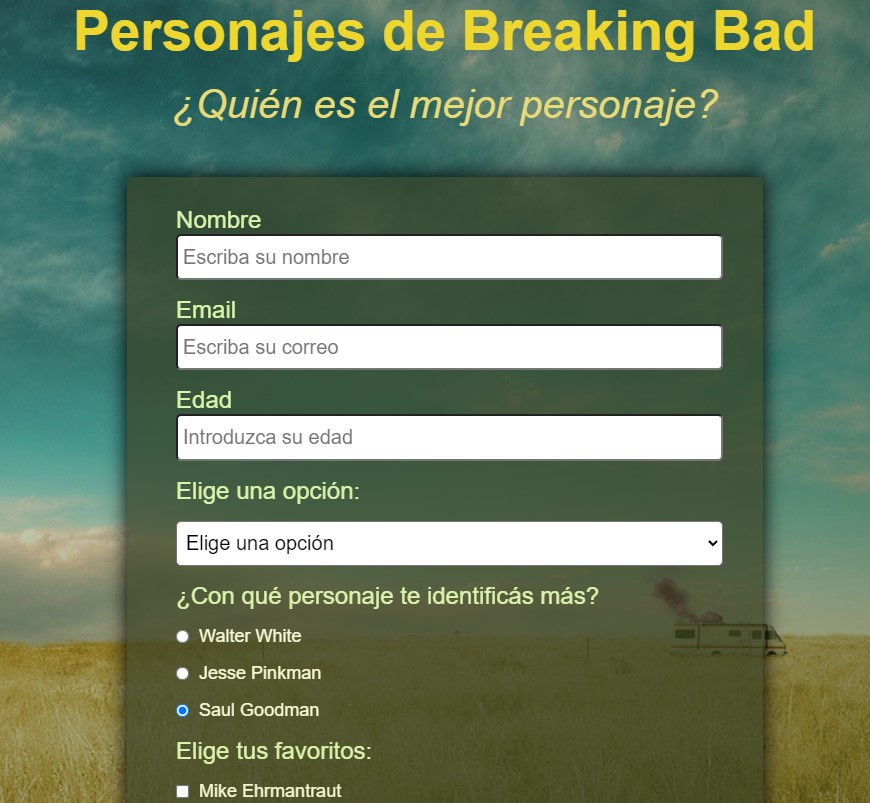 Personajes de Breaking Bad
¿Quién es el mejor personaje?
Nombre
Escriba su nombre
Email
Escriba su correo
Edad
Introduzca su edad
Elige una opción:
Elige una opción
¿Con qué personaje te identificás más?
Walter White
Jesse Pinkman
Saul Goodman
Elige tus favoritos:
Mike Ehrmantraut